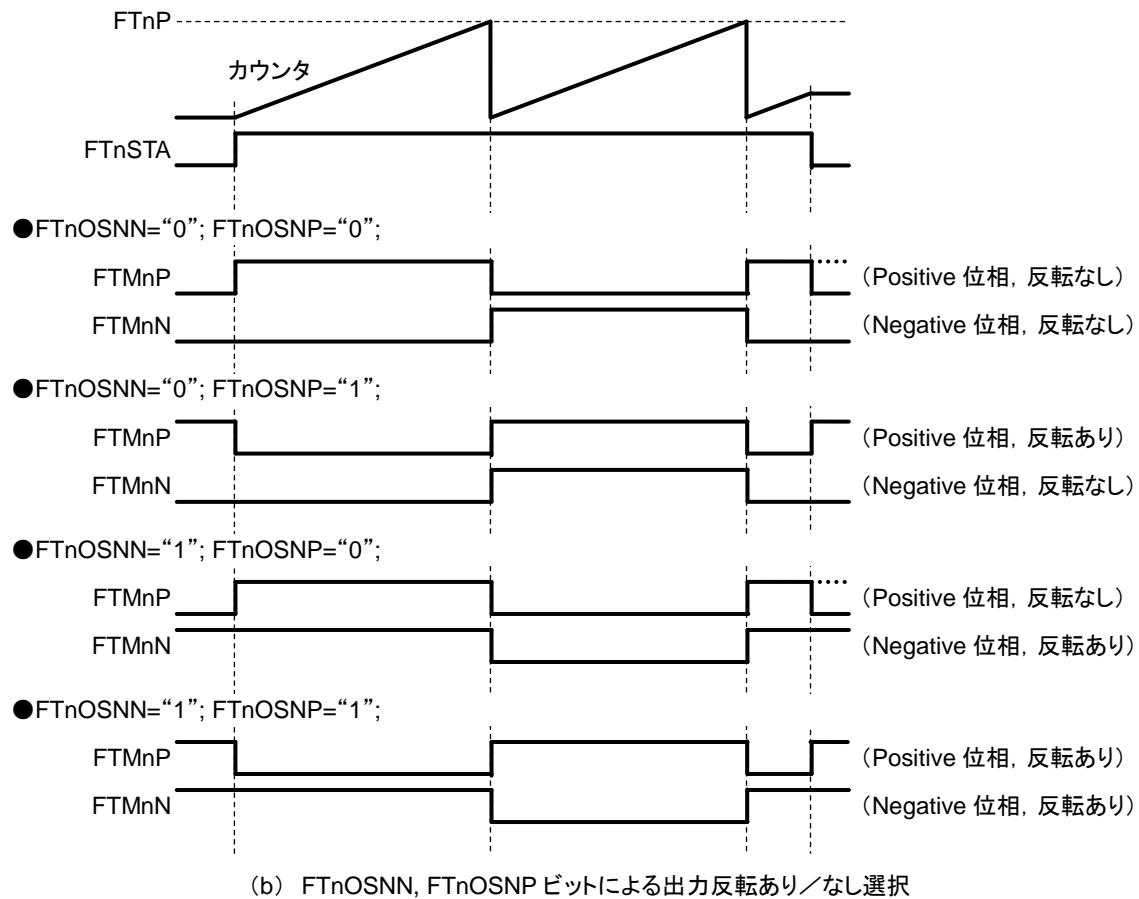 FTnP
カウンタ
FTnSTA
●FTnOSNN=“0”; FTnOSNP=“0”;
FTMnP
(Positive 位相, 反転なし)
FTMnN
(Negative 位相, 反転なし)
●FTnOSNN=“0”; FTnOSNP=“1”;
FTMnP
(Positive 位相, 反転あり)
FTMnN
(Negative 位相, 反転なし)
●FTnOSNN=“1”; FTnOSNP=“0”;
FTMnP
(Positive 位相, 反転なし)
FTMnN
(Negative 位相, 反転あり)
●FTnOSNN=“1”; FTnOSNP=“1”;
FTMnP
(Positive 位相, 反転あり)
FTMnN
(Negative 位相, 反転あり)
(b) FTnOSNN, FTnOSNP ビットによる出力反転あり／なし選択